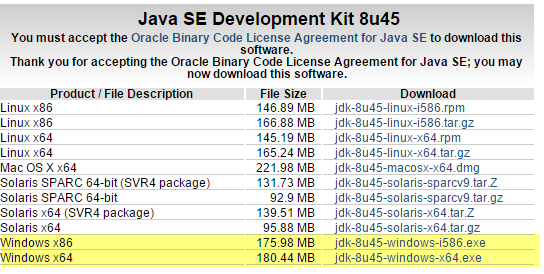 Java SE Development Kit 8u45
You must accept the Oracle Binary Code License Agreement for Java SE to download this
software.
Thank you for accepting the Oracle Binary Code License Agreement for Java SE; you may
now download this software.
Product / File Description File Size Download
Linux x86 146.89 MB jdk-8u45-linux-i586.rpm
Linux x86 166.88 MB jdk-8u45-linux-i586.tar.gz
Linux x64 145.19 MB jdk-8u45-linux-x64.rpm
Linux x64 165.24 MB jdk-8u45-linux-x64.tar.gz
Mac OS X x64 221.98 MB jdk-8u45-macosx-x64.dmg
Solaris SPARC 64-bit (SVR4 package) 131.73 MB jdk-8u45-solaris-sparcv9.tar.Z
Solaris SPARC 64-bit 92.9 MB jdk-8u45-solaris-sparcv9.tar.gz
Solaris x64 (SVR4 package) 139.51 MB jdk-8u45-solaris-x64.tar.Z
Solaris x64 95.88 MB jdk-8u45-solaris-x64.tar.gz
Windows x86 175.98 MB jdk-8u45-windows-i586.exe
Windows x64 180.44 MB jdk-8u45-windows-x64.exe